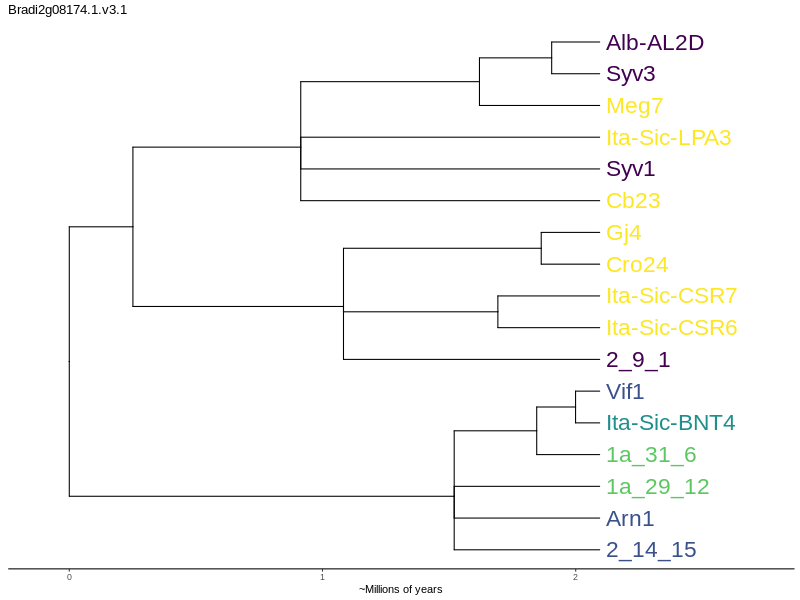 Bradi2g08174.1.v3.1
Alb-AL2D
Syv3
Meg7
Ita-Sic-LPA3
Syv1
Cb23
Gj4
Cro24
Ita-Sic-CSR7
Ita-Sic-CSR6
2_9_1
Vif1
Ita-Sic-BNT4
1a_31_6
1a_29_12
Arn1
2_14_15
0 1 2
~Millions of years